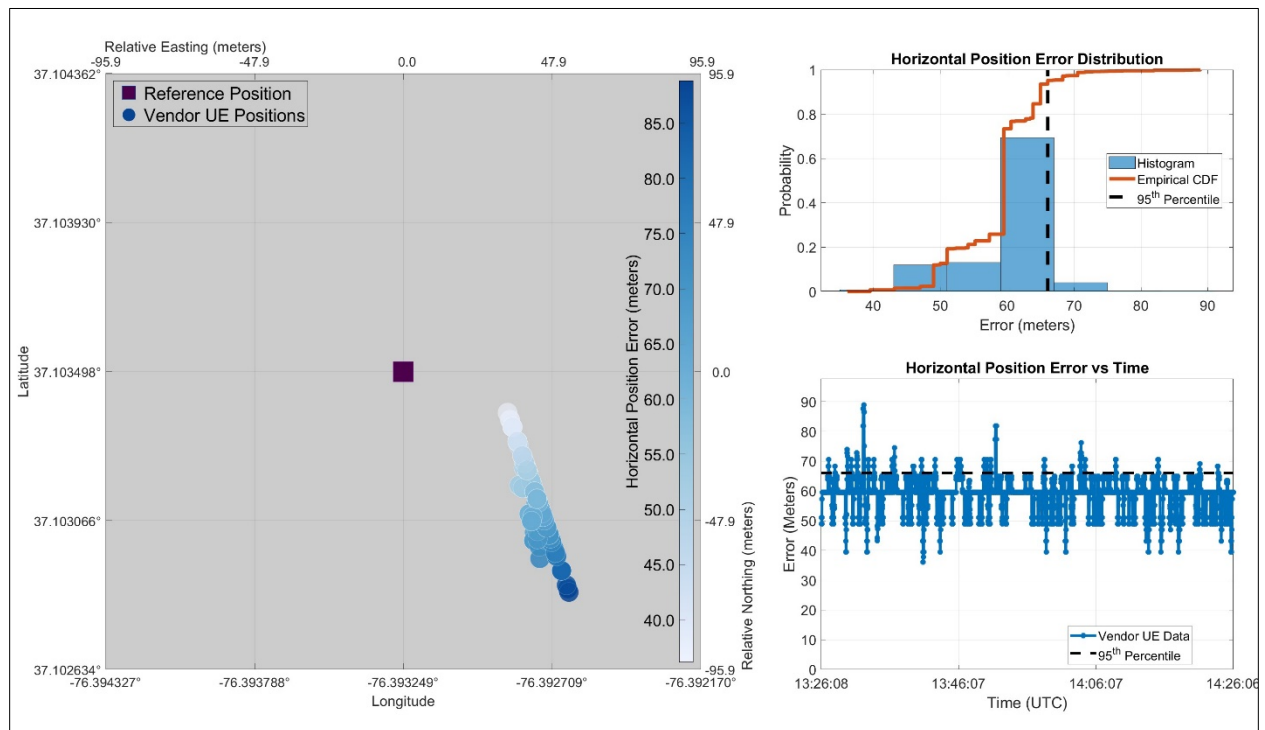 Relative Easting (meters)
-95.9 -47.9 0.0 47.9 95.9
37.104362° 95.9
Reference Position
Vendor UE Positions
37.103930° 47.9
37.103498° 0.0
37.103066° -47.9
37.102634° -95.9
Latitude
-76.394327° -76.393788° -76.393249° -76.392709° -76.392170°
Longitude
Horizontal Position Error (meters)
85.0
80.0
75.0
70.0
65.0
60.0
55.0
50.0
45.0
40.0
Relative Northing (meters)
Horizontal Position Error Distribution
1
0.8
0.6
0.4
0.2
0
Probability
Histogram
Empirical CDF
95th Percentile
40 50 60 70 80 90
Error (meters)
Horizontal Position Error vs Time
90
80
70
60
50
40
30
20
10
0
Error (Meters)
Vendor UE Data
95th Percentile
13:26:08 13:46:07 14:06:07 14:26:06
Time (UTC)